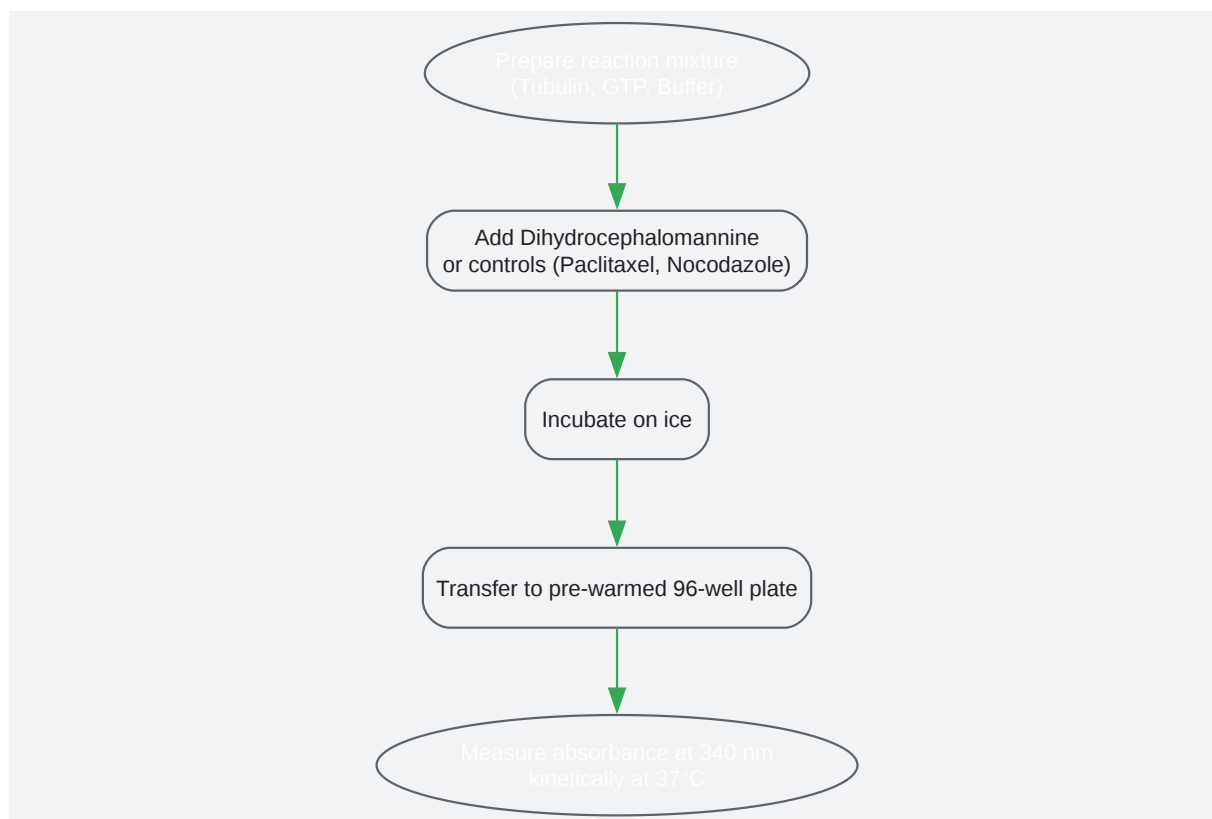 Prepare reaction mixture
(Tubulin, GTP, Buffer)
Add Dihydrocephalomannine
or controls (Paclitaxel, Nocodazole)
Incubate on ice
Transfer to pre-warmed 96-well plate
Measure absorbance at 340 nm
kinetically at 37°C